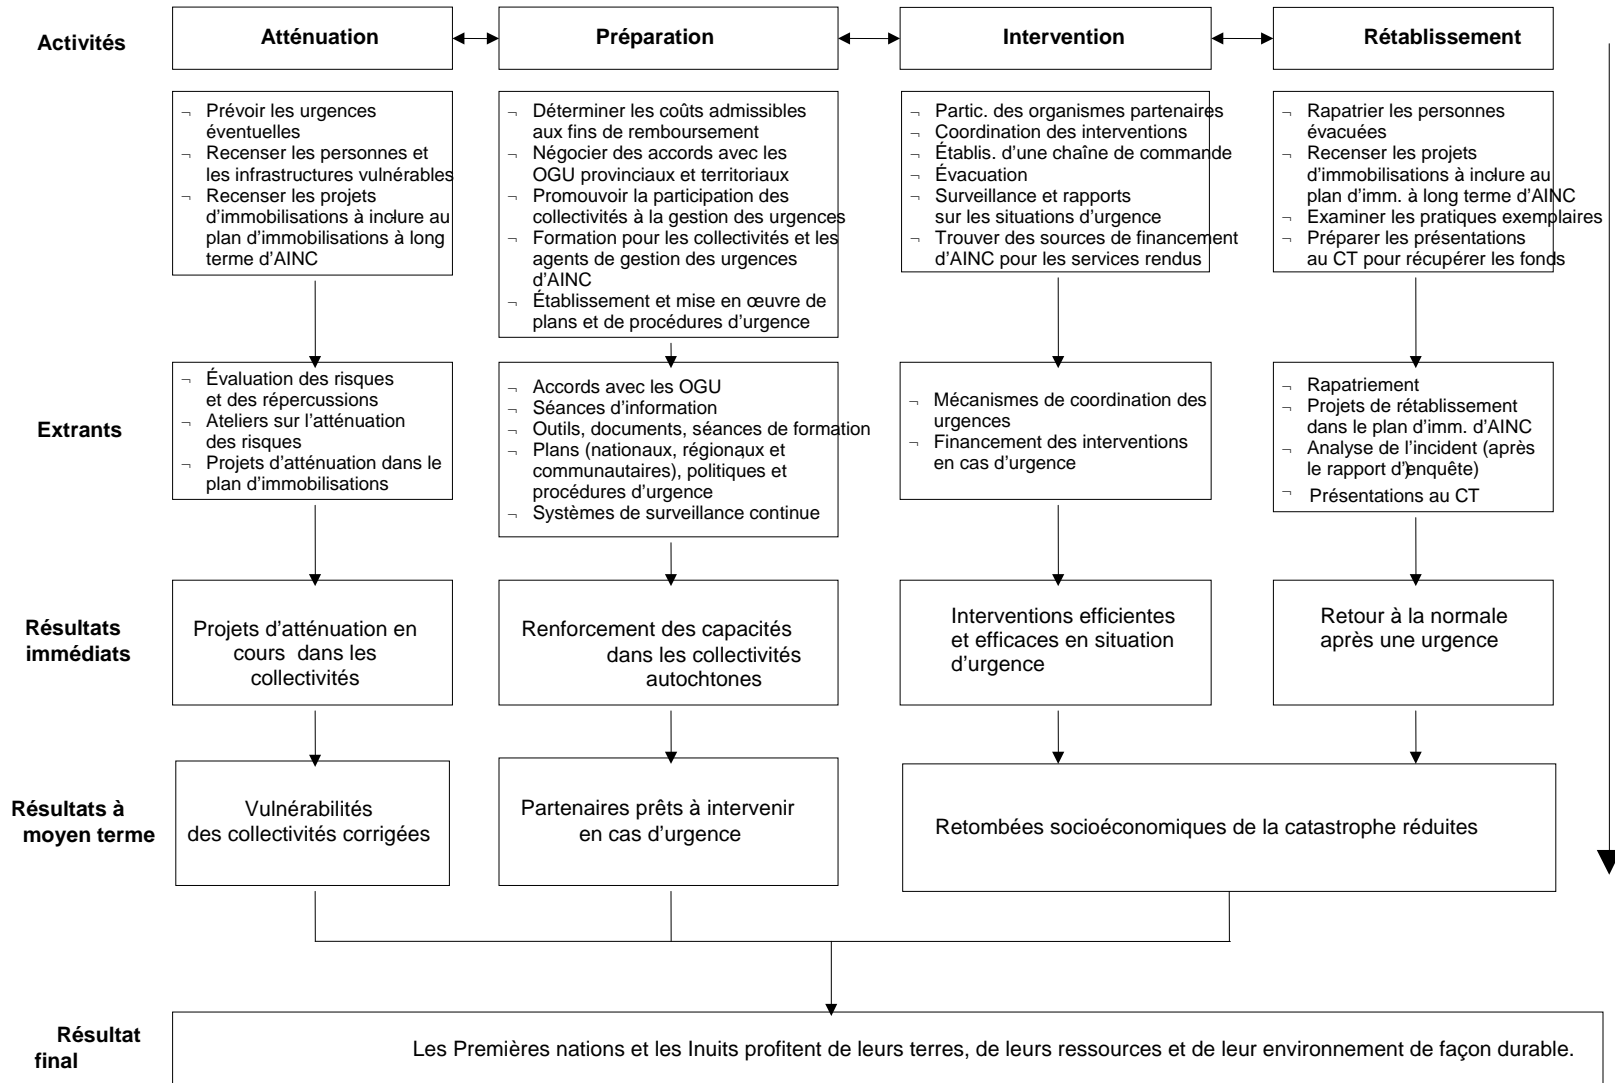 Activités
Atténuation
Préparation
Intervention
Rétablissement
¬ Prévoir les urgences
éventuelles
¬ Recenser les personnes et
les infrastructures vulnérables
¬ Recenser les projets
d’immobilisations à inclure au
plan d’immobilisations à long
terme d’AINC
¬ Déterminer les coûts admissibles
aux fins de remboursement
¬ Négocier des accords avec les
OGU provinciaux et territoriaux
¬ Promouvoir la participation des
collectivités à la gestion des urgences
¬ Formation pour les collectivités et les
agents de gestion des urgences
d’AINC
¬ Établissement et mise en œuvre de
plans et de procédures d’urgence
¬ Partic. des organismes partenaires
¬ Coordination des interventions
¬ Établis. d’une chaîne de commande
¬ Évacuation
¬ Surveillance et rapports
sur les situations d’urgence
¬ Trouver des sources de financement
d’AINC pour les services rendus
¬ Rapatrier les personnes
évacuées
¬ Recenser les projets
d’immobilisations à inclure au
plan d’imm. à long terme d’AINC
¬ Examiner les pratiques exemplaires
¬ Préparer les présentations
au CT pour récupérer les fonds
Extrants
¬ Évaluation des risques
et des répercussions
¬ Ateliers sur l’atténuation
des risques
¬ Projets d’atténuation dans le
plan d’immobilisations
¬ Accords avec les OGU
¬ Séances d’information
¬ Outils, documents, séances de formation
¬ Plans (nationaux, régionaux et
communautaires), politiques et
procédures d’urgence
¬ Systèmes de surveillance continue
¬ Mécanismes de coordination des
urgences
¬ Financement des interventions
en cas d’urgence
¬ Rapatriement
¬ Projets de rétablissement
dans le plan d’imm. d’AINC
¬ Analyse de l’incident (après
le rapport d’enquête)
¬ Présentations au CT
Résultats
immédiats
Projets d’atténuation en
cours dans les
collectivités
Renforcement des capacités
dans les collectivités
autochtones
Interventions efficientes
et efficaces en situation
d’urgence
Retour à la normale
après une urgence
Résultats à
moyen terme
Vulnérabilités
des collectivités corrigées
Partenaires prêts à intervenir
en cas d’urgence
Retombées socioéconomiques de la catastrophe réduites
Résultat
final
Les Premières nations et les Inuits profitent de leurs terres, de leurs ressources et de leur environnement de façon durable.